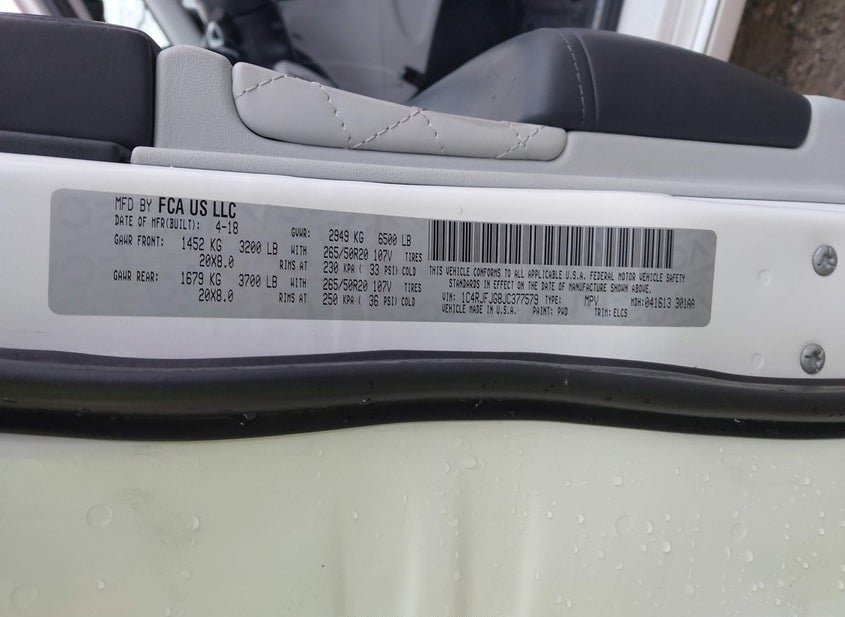 MFD BY FCA US LLC
DATE OF MFR(BUILT): 4-18 GVWR: 2949 KG 6500 LB
GAWR FRONT: 1452 KG 3200 LB WITH 265/50R20 107V TIRES
20X8.0 RIMS AT 230 KPA ( 33 PSI) COLD
GAWR REAR: 1679 KG 3700 LB WITH 265/50R20 107V TIRES
20X8.0 RIMS AT 250 KPA ( 36 PSI) COLD
THIS VEHICLE CONFORMS TO ALL APPLICABLE U.S.A. FEDERAL MOTOR VEHICLE SAFETY
STANDARDS IN EFFECT ON THE DATE OF MANUFACTURE SHOWN ABOVE.
VIN: 1C4RJFJG8JC377579 TYPE: MPV MDH: 041613 301AA
VEHICLE MADE IN U.S.A. PAINT: PWD TRIM: ELCS